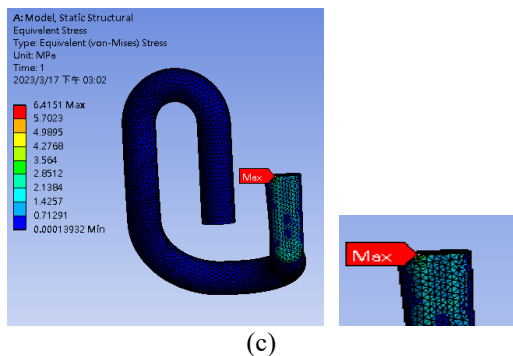 A: Model, Static Structural
Equivalent Stress
Type: Equivalent (von-Mises) Stress
Unit: MPa
Time: 1
2023/3/17 下午 03:02
6.4151 Max
5.7023
4.9895
4.2768
3.564
2.8512
2.1384
1.4257
0.71291
0.00013932 Min
Max
Max
(c)